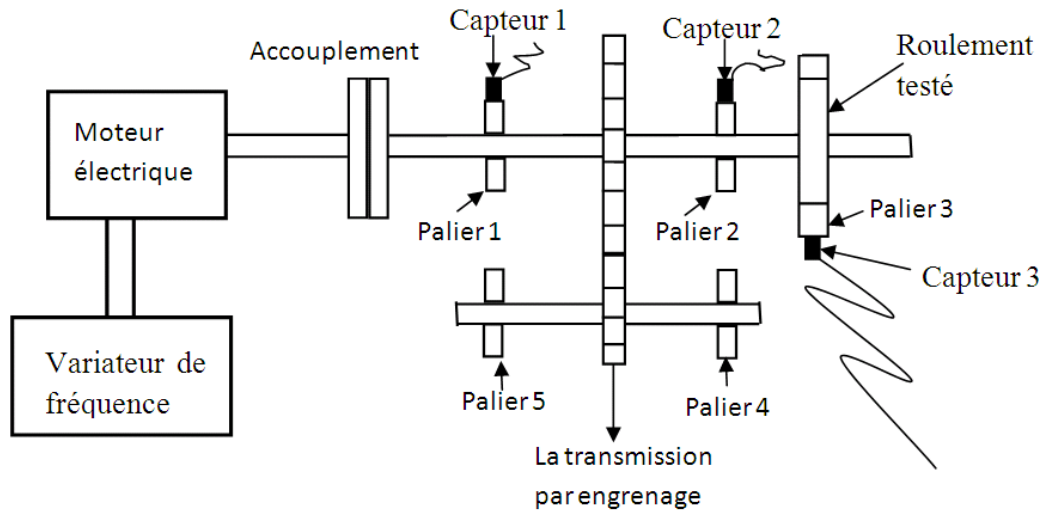 Capteur 1
Capteur 2
Roulement
testé
Accouplement
Moteur
électrique
Palier 1
Palier 2
Palier 3
Capteur 3
Variateur de
fréquence
Palier 5
Palier 4
La transmission
par engrenage